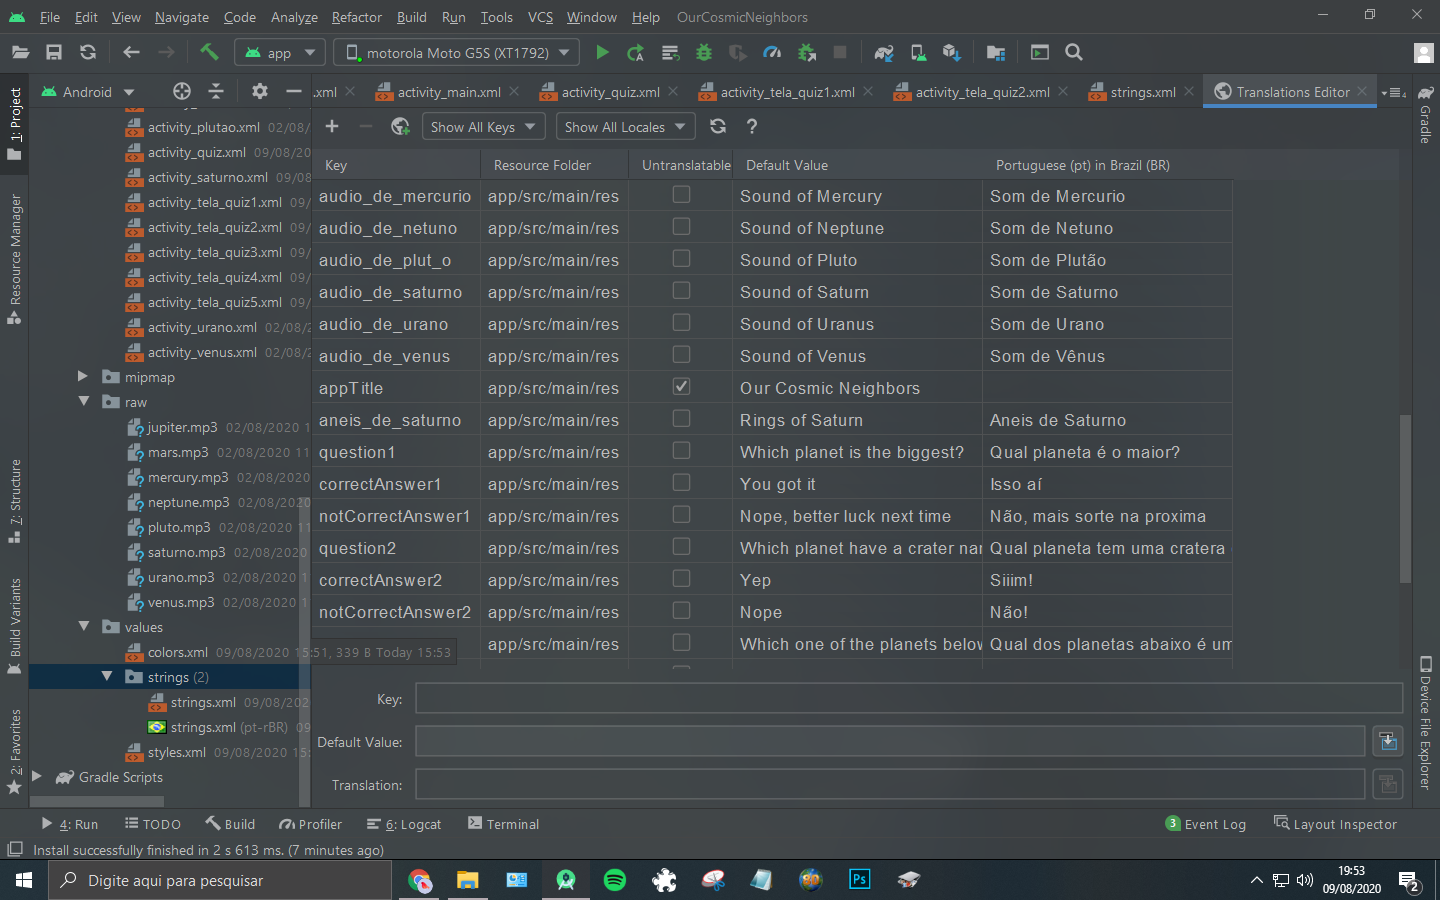 File Edit View Navigate Code Analyze Refactor Build Run Tools VCS Window Help OurCosmicNeighbors
app motorola Moto G5S (XT1792)
Android
.xml activity_main.xml activity_quiz.xml activity_tela_quiz1.xml activity_tela_quiz2.xml strings.xml Translations Editor
4
1: Project
Resource Manager
7: Structure
Build Variants
2: Favorites
activity_plutao.xml 02/08/
activity_quiz.xml 09/08/20
activity_saturno.xml 09/08
activity_tela_quiz1.xml 09/
activity_tela_quiz2.xml 09/
activity_tela_quiz3.xml 09/
activity_tela_quiz4.xml 09/
activity_tela_quiz5.xml 09/
activity_urano.xml 02/08/2
activity_venus.xml 02/08/2
mipmap
raw
jupiter.mp3 02/08/2020 1
mars.mp3 02/08/2020 11
mercury.mp3 02/08/2020
neptune.mp3 02/08/2020
pluto.mp3 02/08/2020 11
saturno.mp3 02/08/2020
urano.mp3 02/08/2020 1
venus.mp3 02/08/2020 1
values
colors.xml 09/08/2020 15:51, 339 B Today 15:53
strings (2)
strings.xml 09/08/202
strings.xml (pt-rBR) 09
styles.xml 09/08/2020 15:
Gradle Scripts
Show All Keys Show All Locales ?
Key Resource Folder Untranslatable Default Value Portuguese (pt) in Brazil (BR)
audio_de_mercurio app/src/main/res Sound of Mercury Som de Mercurio
audio_de_netuno app/src/main/res Sound of Neptune Som de Netuno
audio_de_plut_o app/src/main/res Sound of Pluto Som de Plutão
audio_de_saturno app/src/main/res Sound of Saturn Som de Saturno
audio_de_urano app/src/main/res Sound of Uranus Som de Urano
audio_de_venus app/src/main/res Sound of Venus Som de Vênus
appTitle app/src/main/res Our Cosmic Neighbors
aneis_de_saturno app/src/main/res Rings of Saturn Aneis de Saturno
question1 app/src/main/res Which planet is the biggest? Qual planeta é o maior?
correctAnswer1 app/src/main/res You got it Isso aí
notCorrectAnswer1 app/src/main/res Nope, better luck next time Não, mais sorte na proxima
question2 app/src/main/res Which planet have a crater nar Qual planeta tem uma cratera
correctAnswer2 app/src/main/res Yep Siiim!
notCorrectAnswer2 app/src/main/res Nope Não!
app/src/main/res Which one of the planets below Qual dos planetas abaixo é um
Key:
Default Value:
Translation:
Gradle
Device File Explorer
4: Run TODO Build Profiler 6: Logcat Terminal 3 Event Log Layout Inspector
Install successfully finished in 2 s 613 ms. (7 minutes ago)
Digite aqui para pesquisar
Ps
19:53
09/08/2020
2